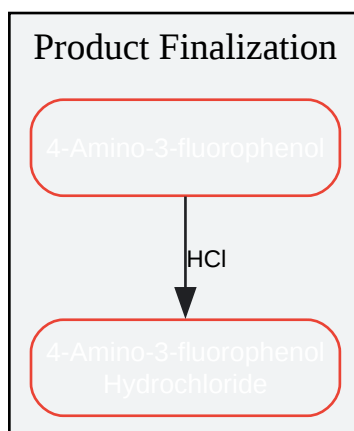 Product Finalization
4-Amino-3-fluorophenol
HCl
4-Amino-3-fluorophenol
Hydrochloride